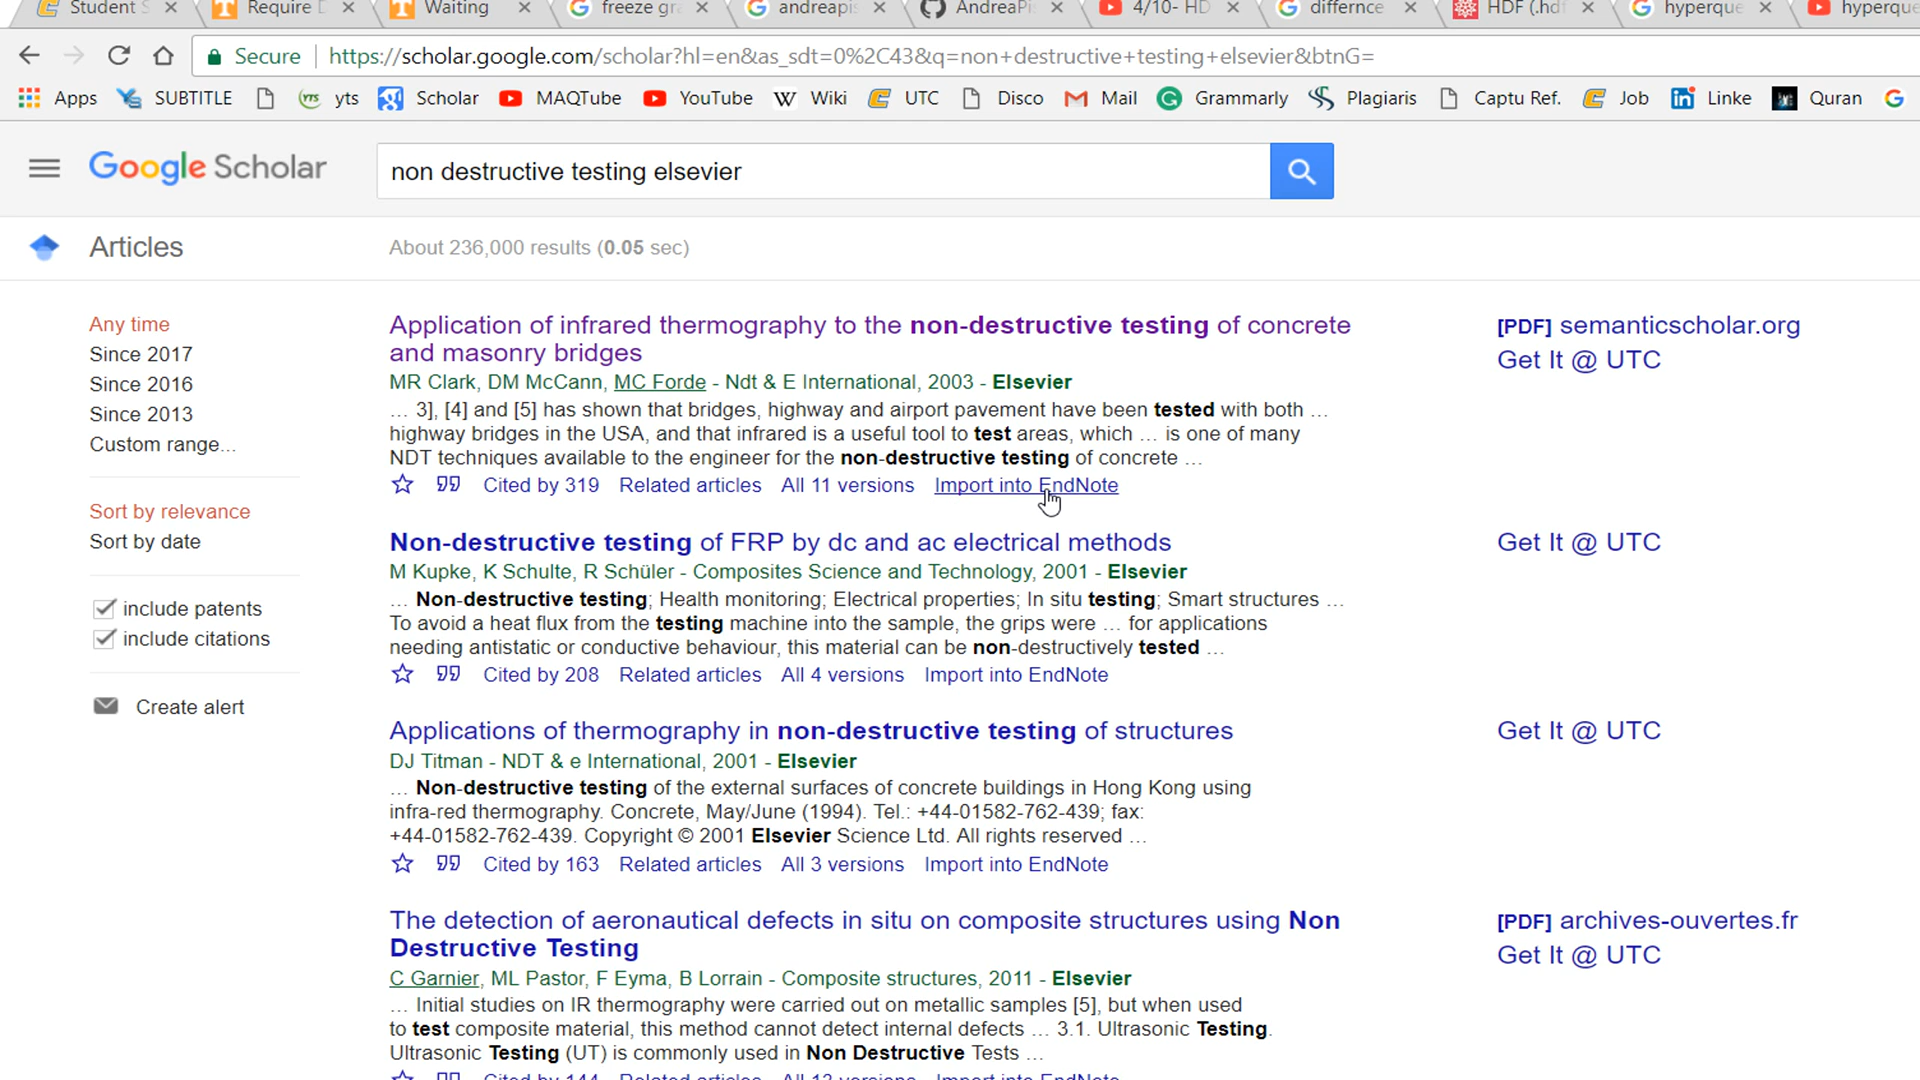 Student S
Require D
Waiting
freeze gr
andreapis
AndreaPi
4/10- HD
differnce
HDF (.hdf
hyperque
hyperque
Secure
https://scholar.google.com/scholar?hl=en&as_sdt=0%2C43&q=non+destructive+testing+elsevier&btnG=
Apps SUBTITLE yts Scholar MAQTube YouTube Wiki UTC Disco Mail Grammarly Plagiaris Captu Ref. Job Linke Quran
Google Scholar
non destructive testing elsevier
Articles
About 236,000 results (0.05 sec)
Any time
Since 2017
Since 2016
Since 2013
Custom range...
Sort by relevance
Sort by date
include patents
include citations
Create alert
Application of infrared thermography to the non-destructive testing of concrete
and masonry bridges
MR Clark, DM McCann, MC Forde - Ndt & E International, 2003 - Elsevier
... 3], [4] and [5] has shown that bridges, highway and airport pavement have been tested with both ...
highway bridges in the USA, and that infrared is a useful tool to test areas, which ... is one of many
NDT techniques available to the engineer for the non-destructive testing of concrete ...
Cited by 319 Related articles All 11 versions Import into EndNote
[PDF] semanticscholar.org
Get It @ UTC
Non-destructive testing of FRP by dc and ac electrical methods
M Kupke, K Schulte, R Schüler - Composites Science and Technology, 2001 - Elsevier
... Non-destructive testing; Health monitoring; Electrical properties; In situ testing; Smart structures ...
To avoid a heat flux from the testing machine into the sample, the grips were ... for applications
needing antistatic or conductive behaviour, this material can be non-destructively tested ...
Cited by 208 Related articles All 4 versions Import into EndNote
Get It @ UTC
Applications of thermography in non-destructive testing of structures
DJ Titman - NDT & e International, 2001 - Elsevier
... Non-destructive testing of the external surfaces of concrete buildings in Hong Kong using
infra-red thermography. Concrete, May/June (1994). Tel.: +44-01582-762-439; fax:
+44-01582-762-439. Copyright © 2001 Elsevier Science Ltd. All rights reserved ...
Cited by 163 Related articles All 3 versions Import into EndNote
Get It @ UTC
The detection of aeronautical defects in situ on composite structures using Non
Destructive Testing
C Garnier, ML Pastor, F Eyma, B Lorrain - Composite structures, 2011 - Elsevier
... Initial studies on IR thermography were carried out on metallic samples [5], but when used
to test composite material, this method cannot detect internal defects ... 3.1. Ultrasonic Testing.
Ultrasonic Testing (UT) is commonly used in Non Destructive Tests ...
Cited by 144 Related articles All 13 versions Import into EndNote
[PDF] archives-ouvertes.fr
Get It @ UTC